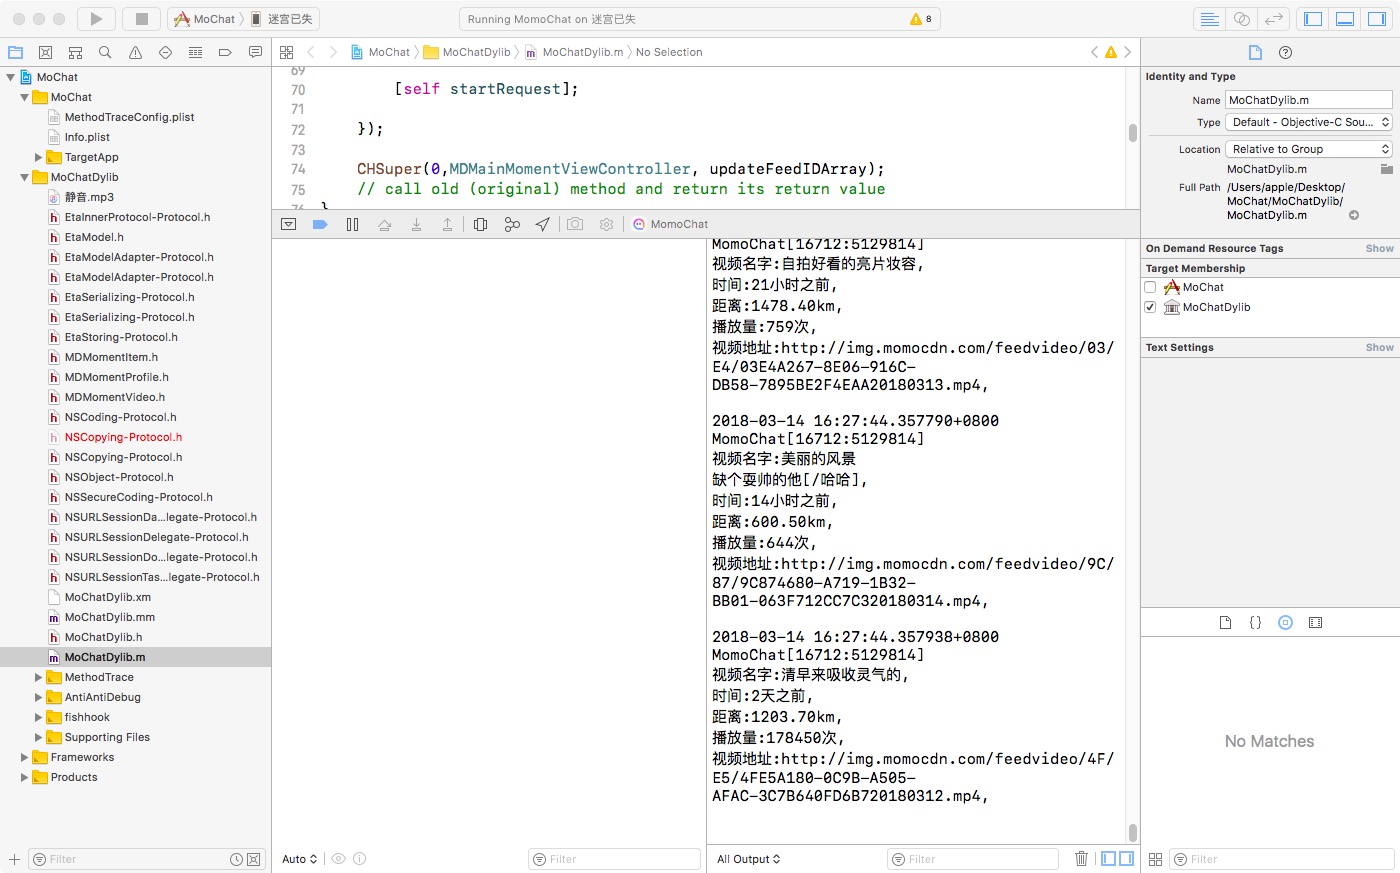 MoChat
迷宫已失
Running MomoChat on 迷宫已失
8
MoChat
MoChatDylib
MoChatDylib.m
No Selection
MoChat
MoChat
MethodTraceConfig.plist
Info.plist
TargetApp
MoChatDylib
静音.mp3
EtaInnerProtocol-Protocol.h
EtaModel.h
EtaModelAdapter-Protocol.h
EtaModelAdapter-Protocol.h
EtaSerializing-Protocol.h
EtaSerializing-Protocol.h
EtaStoring-Protocol.h
MDMomentItem.h
MDMomentProfile.h
MDMomentVideo.h
NSCoding-Protocol.h
NSCopying-Protocol.h
NSCopying-Protocol.h
NSObject-Protocol.h
NSSecureCoding-Protocol.h
NSURLSessionDa...legate-Protocol.h
NSURLSessionDelegate-Protocol.h
NSURLSessionDo...legate-Protocol.h
NSURLSessionTas...legate-Protocol.h
MoChatDylib.xm
MoChatDylib.mm
MoChatDylib.h
MoChatDylib.m
MethodTrace
AntiAntiDebug
fishhook
Supporting Files
Frameworks
Products
Filter
69
70 [self startRequest];
71
72 });
73
74 CHSuper(0,MDMainMomentViewController, updateFeedIDArray);
75 // call old (original) method and return its return value
76 }
MomoChat
MomoChat[16712:5129814]
视频名字:自拍好看的亮片妆容,
时间:21小时之前,
距离:1478.40km,
播放量:759次,
视频地址:http://img.momocdn.com/feedvideo/03/
E4/03E4A267-8E06-916C-
DB58-7895BE2F4EAA20180313.mp4,
2018-03-14 16:27:44.357790+0800
MomoChat[16712:5129814]
视频名字:美丽的风景
缺个耍帅的他[/哈哈],
时间:14小时之前,
距离:600.50km,
播放量:644次,
视频地址:http://img.momocdn.com/feedvideo/9C/
87/9C874680-A719-1B32-
BB01-063F712CC7C320180314.mp4,
2018-03-14 16:27:44.357938+0800
MomoChat[16712:5129814]
视频名字:清早来吸收灵气的,
时间:2天之前,
距离:1203.70km,
播放量:178450次,
视频地址:http://img.momocdn.com/feedvideo/4F/
E5/4FE5A180-0C9B-A505-
AFAC-3C7B640FD6B720180312.mp4,
Auto
Filter
All Output
Filter
Identity and Type
Name MoChatDylib.m
Type Default - Objective-C Sou...
Location Relative to Group
MoChatDylib.m
Full Path /Users/apple/Desktop/
MoChat/MoChatDylib/
MoChatDylib.m
On Demand Resource Tags Show
Target Membership
MoChat
MoChatDylib
Text Settings Show
No Matches
Filter